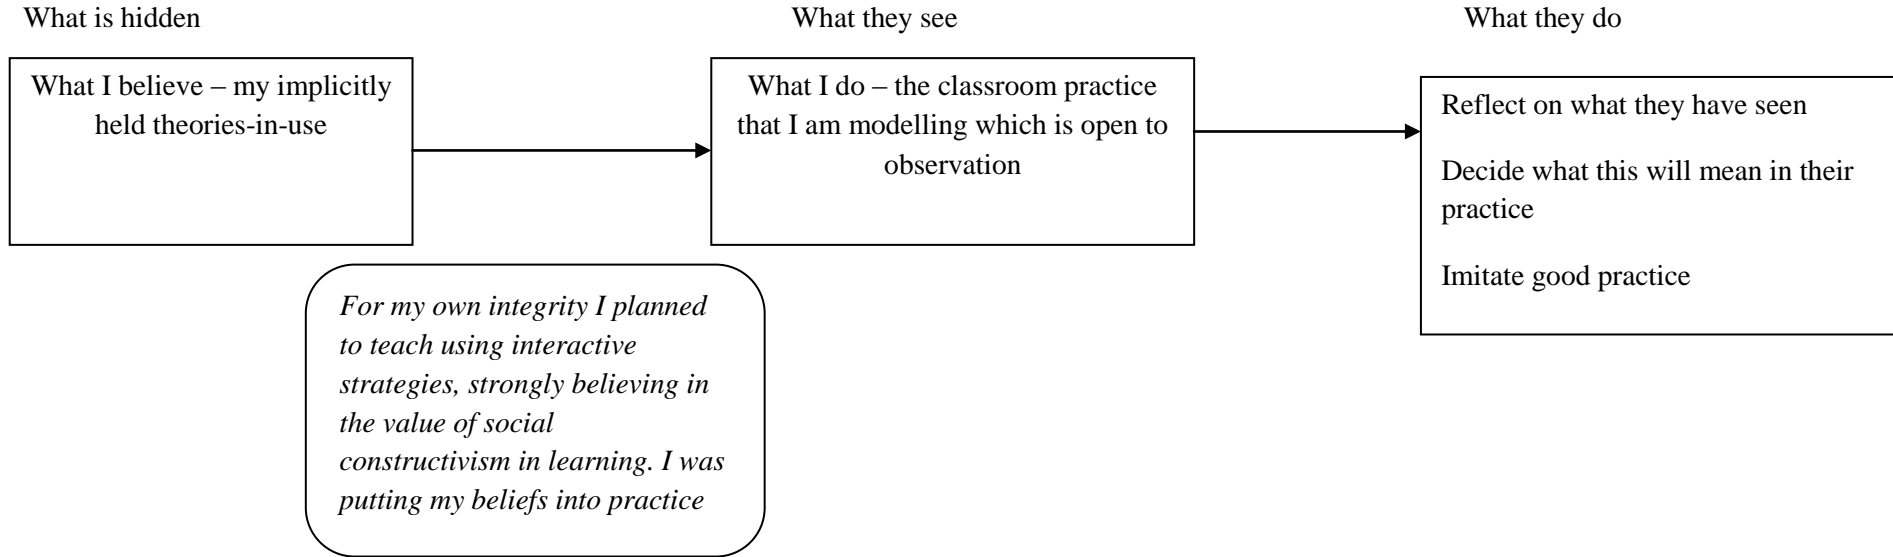 What is hidden
What they see
What they do
What I believe – my implicitly
held theories-in-use
What I do – the classroom practice
that I am modelling which is open to
observation
Reflect on what they have seen
Decide what this will mean in their
practice
Imitate good practice
For my own integrity I planned
to teach using interactive
strategies, strongly believing in
the value of social
constructivism in learning. I was
putting my beliefs into practice